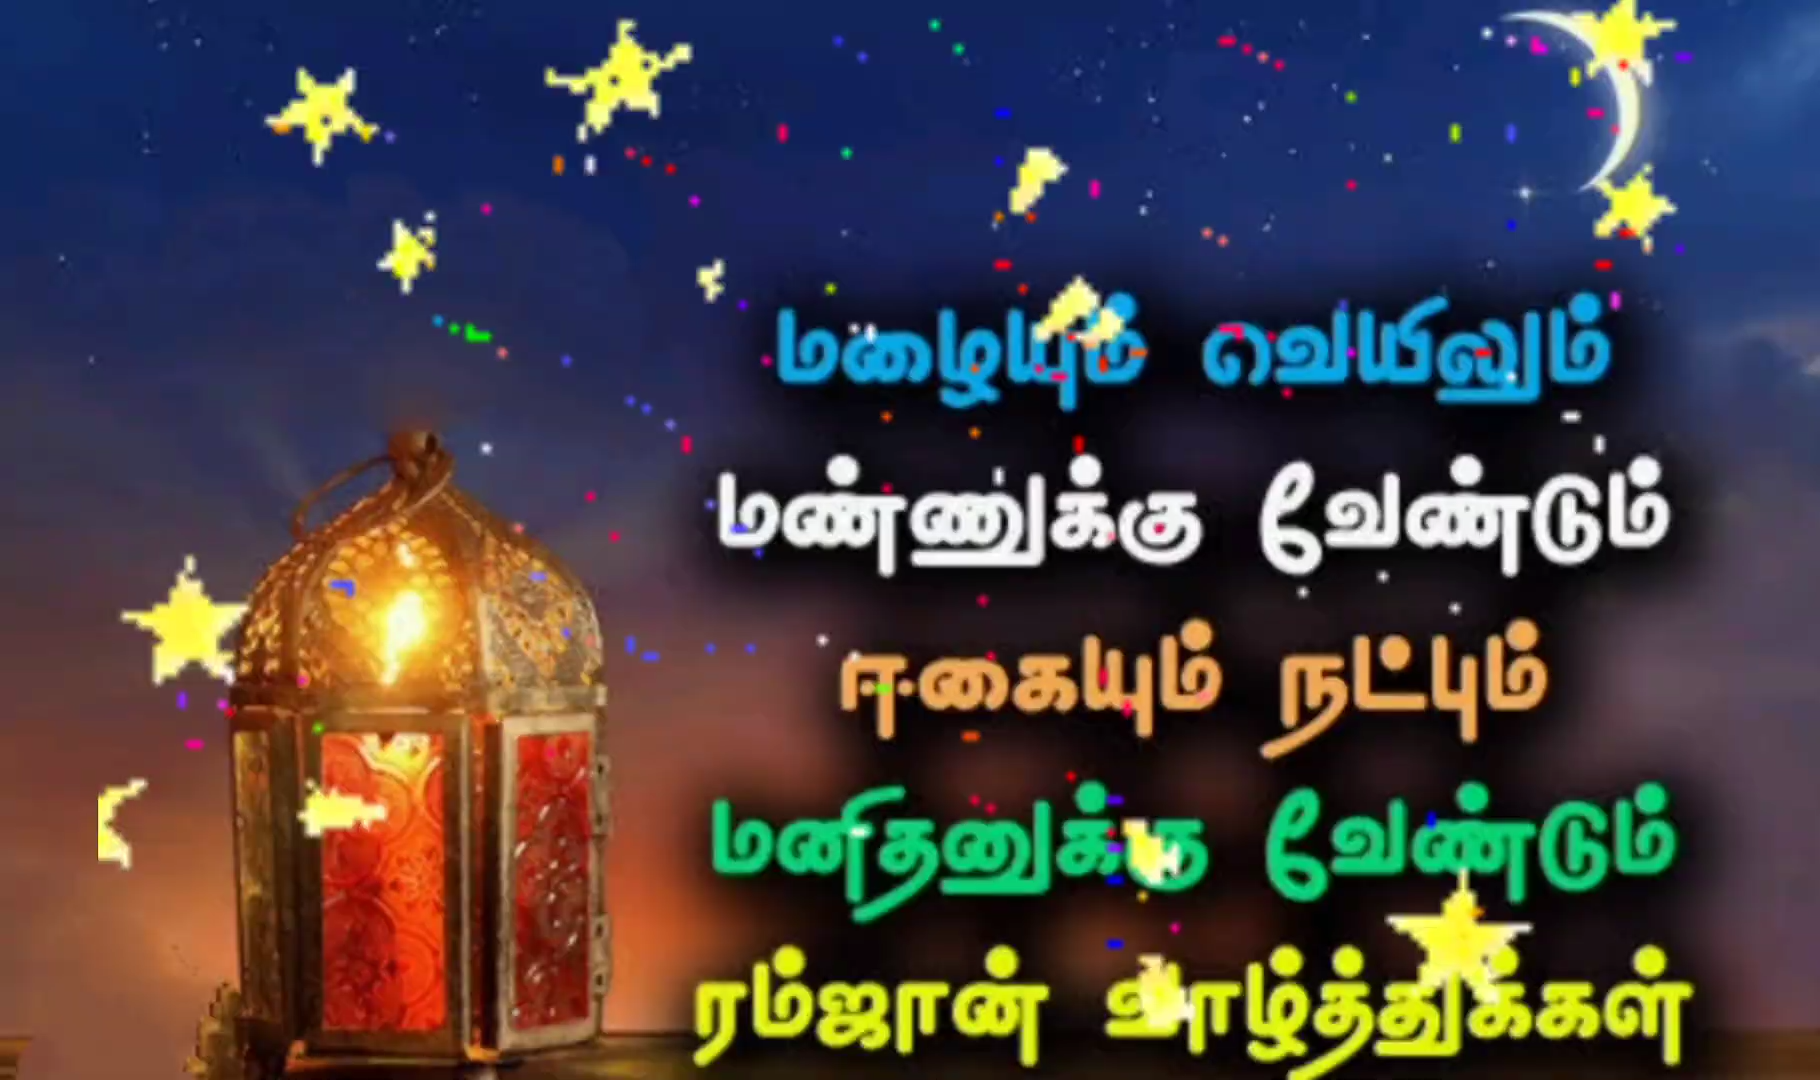 மழையும் வெயிலும்
மண்ணுக்கு வேண்டும்
ஈகையும் நட்பும்
மனிதனுக்கு வேண்டும்
ரம்ஜான் வாழ்த்துக்கள்